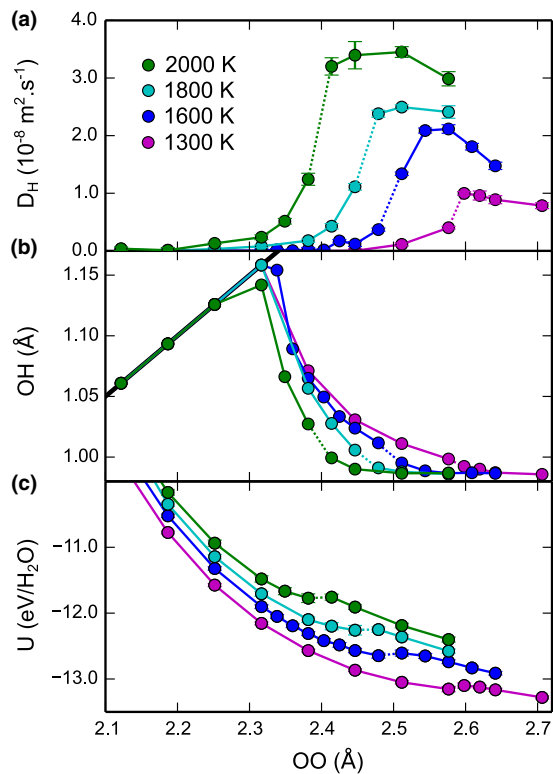 (a)
D_H (10⁻⁸ m².s⁻¹)
4.0
3.0
2.0
1.0
0.0
2000 K
1800 K
1600 K
1300 K
(b)
OH (Å)
1.15
1.10
1.05
1.00
(c)
U (eV/H₂O)
−11.0
−12.0
−13.0
2.1 2.2 2.3 2.4 2.5 2.6 2.7
OO (Å)